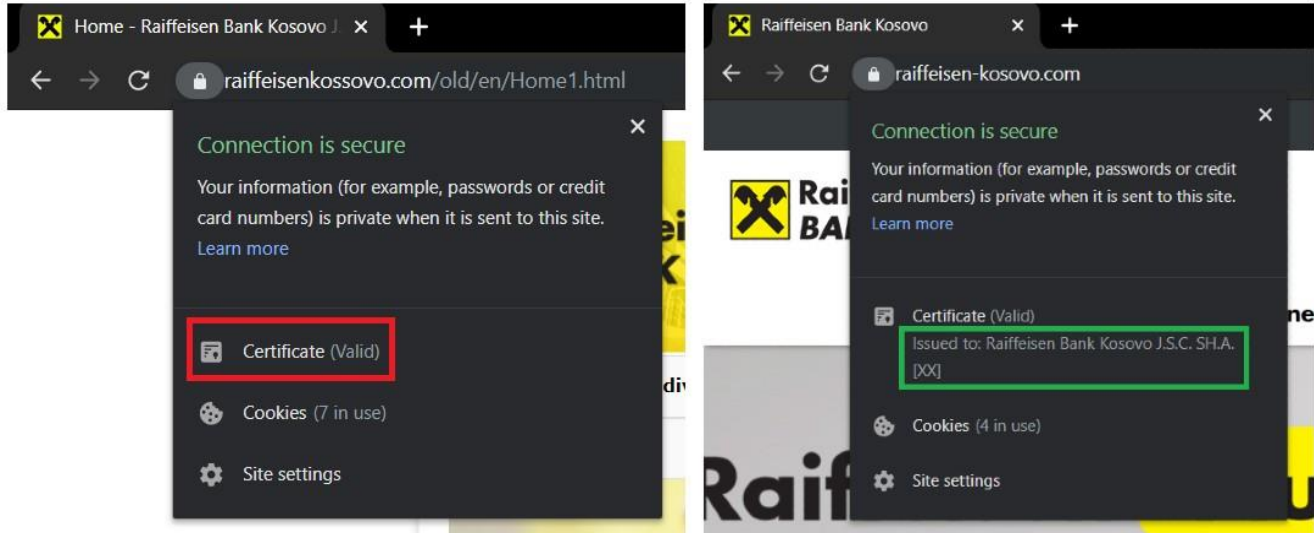 Home - Raiffeisen Bank Kosovo J
raiffeisenkossovo.com/old/en/Home1.html
Connection is secure
Your information (for example, passwords or credit
card numbers) is private when it is sent to this site.
Learn more
Certificate (Valid)
Cookies (7 in use)
Site settings
Raiffeisen Bank Kosovo
raiffeisen-kosovo.com
Rai
BA
Connection is secure
Your information (for example, passwords or credit
card numbers) is private when it is sent to this site.
Learn more
Certificate (Valid)
Issued to: Raiffeisen Bank Kosovo J.S.C. SH.A.
[XX]
Cookies (4 in use)
Site settings
Raif